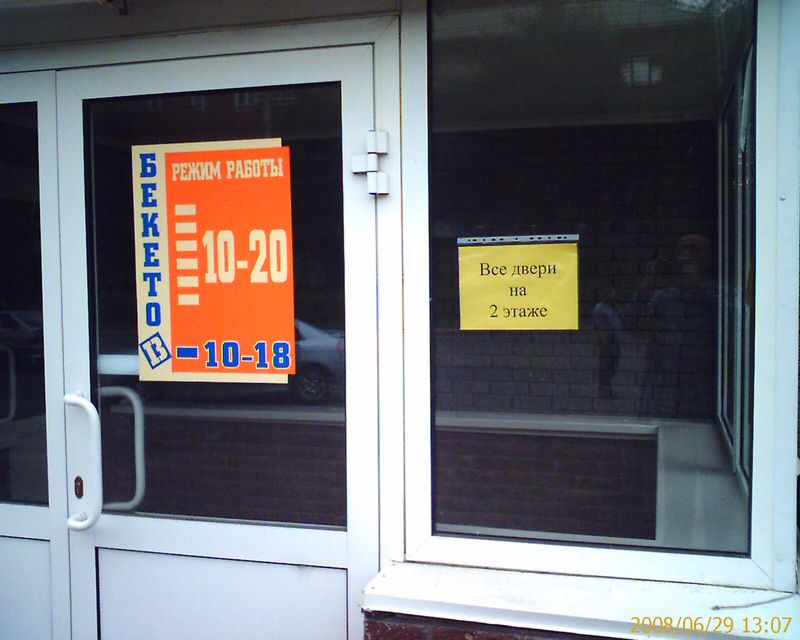 БЕКЕТОВ
РЕЖИМ РАБОТЫ
10-20
10-18
Все двери
на
2 этаже
2008/06/29 13:07